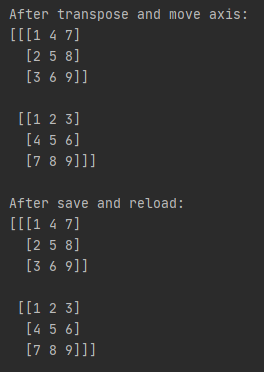 After transpose and move axis:
[[[1 4 7]
  [2 5 8]
  [3 6 9]]

 [[1 2 3]
  [4 5 6]
  [7 8 9]]]

After save and reload:
[[[1 4 7]
  [2 5 8]
  [3 6 9]]

 [[1 2 3]
  [4 5 6]
  [7 8 9]]]